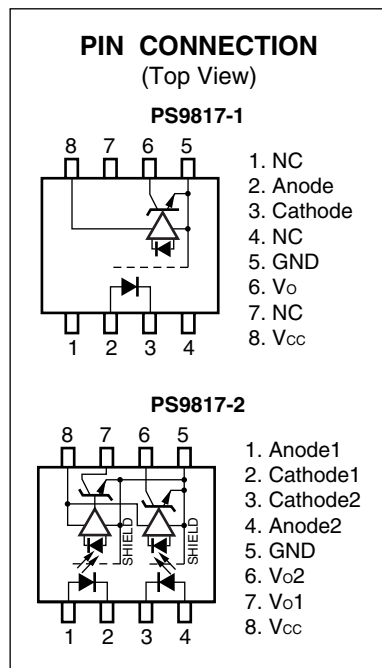 PIN CONNECTION
(Top View)
PS9817-1
8 7 6 5
1. NC
2. Anode
3. Cathode
4. NC
5. GND
6. VO
7. NC
8. VCC
1 2 3 4
PS9817-2
8 7 6 5
1. Anode1
2. Cathode1
3. Cathode2
4. Anode2
5. GND
6. VO2
7. VO1
8. VCC
SHIELD
SHIELD
1 2 3 4